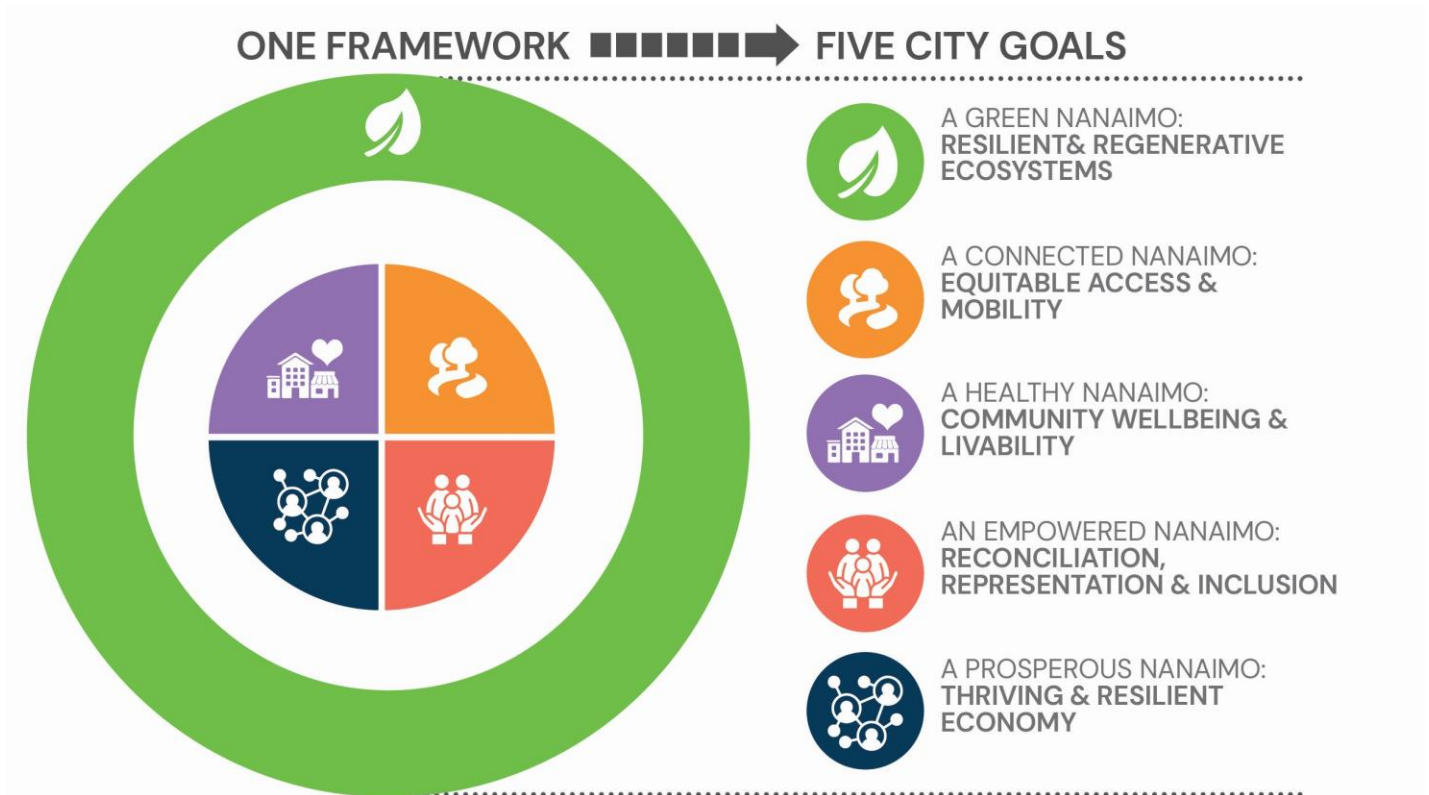 ONE FRAMEWORK FIVE CITY GOALS
A GREEN NANAIMO:
RESILIENT& REGENERATIVE
ECOSYSTEMS
A CONNECTED NANAIMO:
EQUITABLE ACCESS &
MOBILITY
A HEALTHY NANAIMO:
COMMUNITY WELLBEING &
LIVABILITY
AN EMPOWERED NANAIMO:
RECONCILIATION,
REPRESENTATION & INCLUSION
A PROSPEROUS NANAIMO:
THRIVING & RESILIENT
ECONOMY